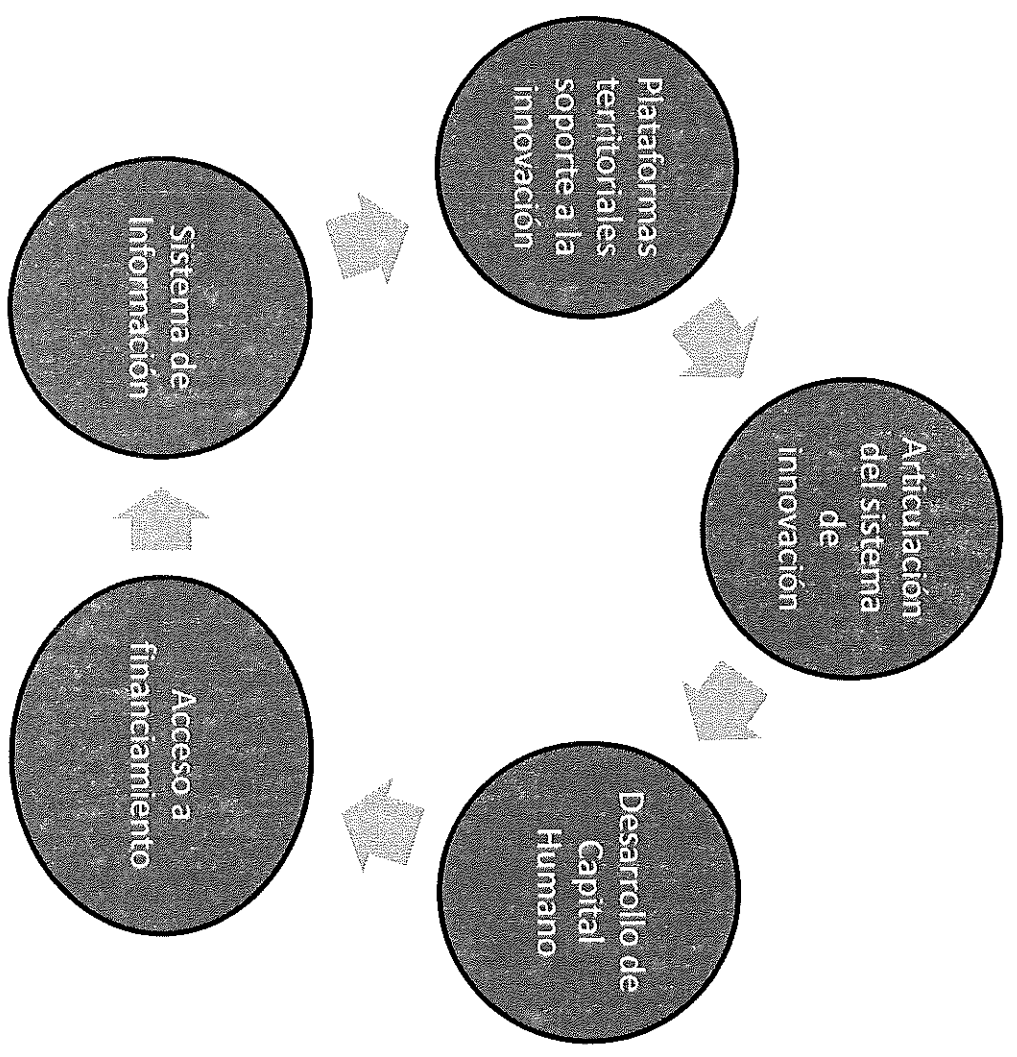 Articulación
del sistema
de
innovación
Desarrollo de
Capital
Humano
Acceso a
financiamiento
Sistema de
Información
Plataformas
territoriales
soporte a la
innovación